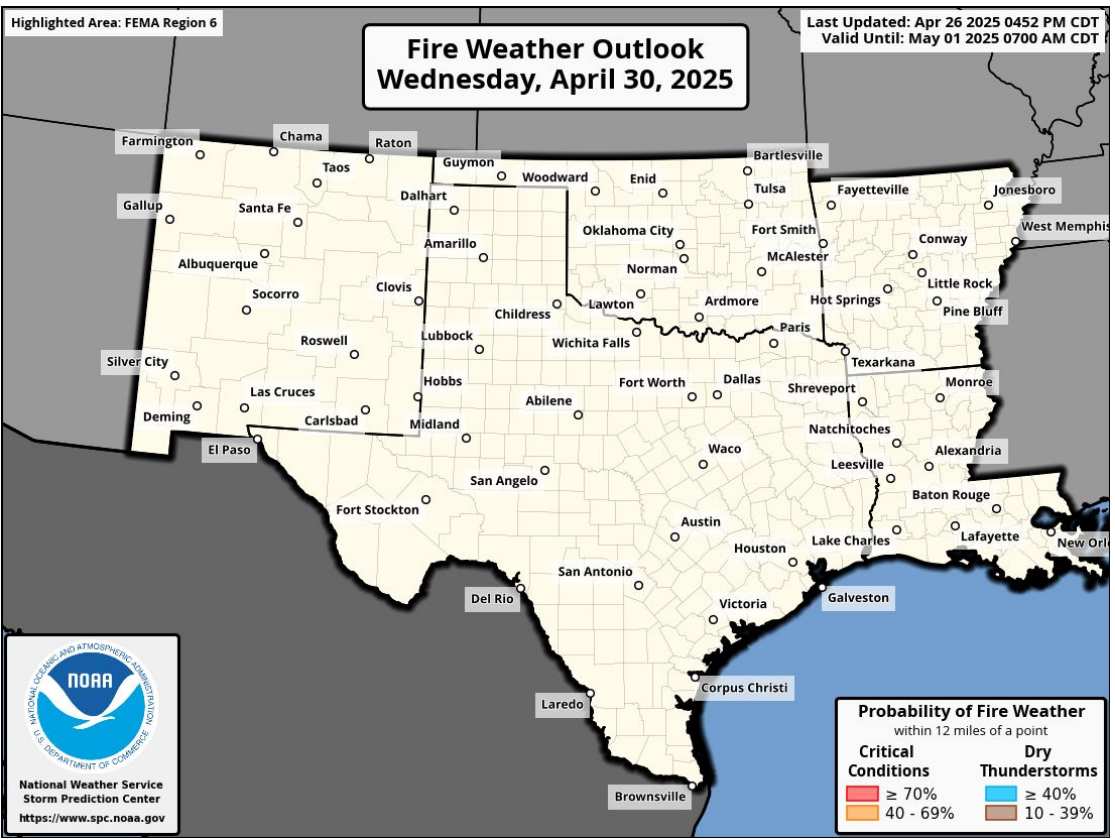 Highlighted Area: FEMA Region 6
Fire Weather Outlook
Wednesday, April 30, 2025
Last Updated: Apr 26 2025 0452 PM CDT
Valid Until: May 01 2025 0700 AM CDT
Farmington
Chama
Raton
Taos
Guymon
Woodward
Enid
Bartlesville
Tulsa
Fayetteville
Jonesboro
Gallup
Santa Fe
Dalhart
Oklahoma City
Fort Smith
West Memphis
Albuquerque
Amarillo
Norman
McAlester
Conway
Socorro
Clovis
Childress
Lawton
Ardmore
Hot Springs
Little Rock
Pine Bluff
Roswell
Lubbock
Wichita Falls
Paris
Texarkana
Silver City
Las Cruces
Hobbs
Fort Worth
Dallas
Shreveport
Monroe
Deming
Carlsbad
Midland
Abilene
Natchitoches
El Paso
San Angelo
Waco
Leesville
Alexandria
Fort Stockton
Austin
Baton Rouge
Houston
Lake Charles
Lafayette
New Orle
Del Rio
San Antonio
Victoria
Galveston
Laredo
Corpus Christi
Brownsville
NATIONAL OCEANIC AND ATMOSPHERIC ADMINISTRATION
NOAA
U.S. DEPARTMENT OF COMMERCE
National Weather Service
Storm Prediction Center
https://www.spc.noaa.gov
Probability of Fire Weather
within 12 miles of a point
Critical Conditions
≥ 70%
40 - 69%
Dry Thunderstorms
≥ 40%
10 - 39%